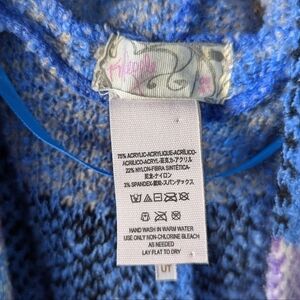 75% ACRYLIC-ACRYLIQUE-ACRÍLICO-
ACRILICO-ACRYL-亚克力-アクリル
22% NYLON-FIBRA SINTÉTICA-
尼龙-ナイロン
3% SPANDEX-氨纶-スパンデックス
HAND WASH IN WARM WATER
USE ONLY NON-CHLORINE BLEACH
AS NEEDED
LAY FLAT TO DRY
UT